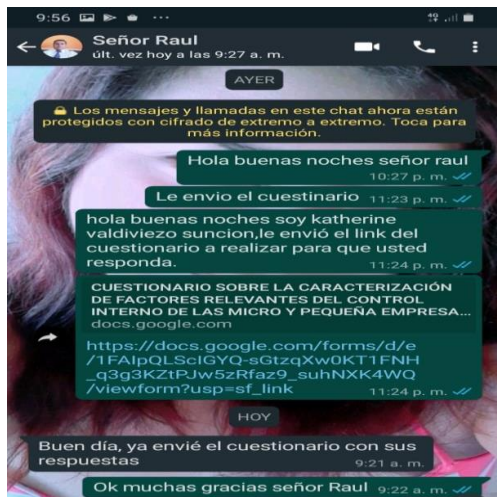 9:56
4G
Señor Raul
últ. vez hoy a las 9:27 a. m.
AYER
Los mensajes y llamadas en este chat ahora están
protegidos con cifrado de extremo a extremo. Toca para
más información.
Hola buenas noches señor raul
10:27 p. m.
Le envio el cuestinario 11:23 p. m.
hola buenas noches soy katherine
valdiviezo suncion,le envió el link del
cuestionario a realizar para que usted
responda.
11:24 p. m.
CUESTIONARIO SOBRE LA CARACTERIZACIÓN
DE FACTORES RELEVANTES DEL CONTROL
INTERNO DE LAS MICRO Y PEQUEÑA EMPRESA...
docs.google.com
https://docs.google.com/forms/d/e
/1FAIpQLScIGYQ-sGtzqXw0KT1FNH
_q3g3KZtPJw5zRfaz9_suhNXK4WQ
/viewform?usp=sf_link
11:24 p. m.
HOY
Buen día, ya envié el cuestionario con sus
respuestas
9:21 a. m.
Ok muchas gracias señor Raul 9:22 a. m.